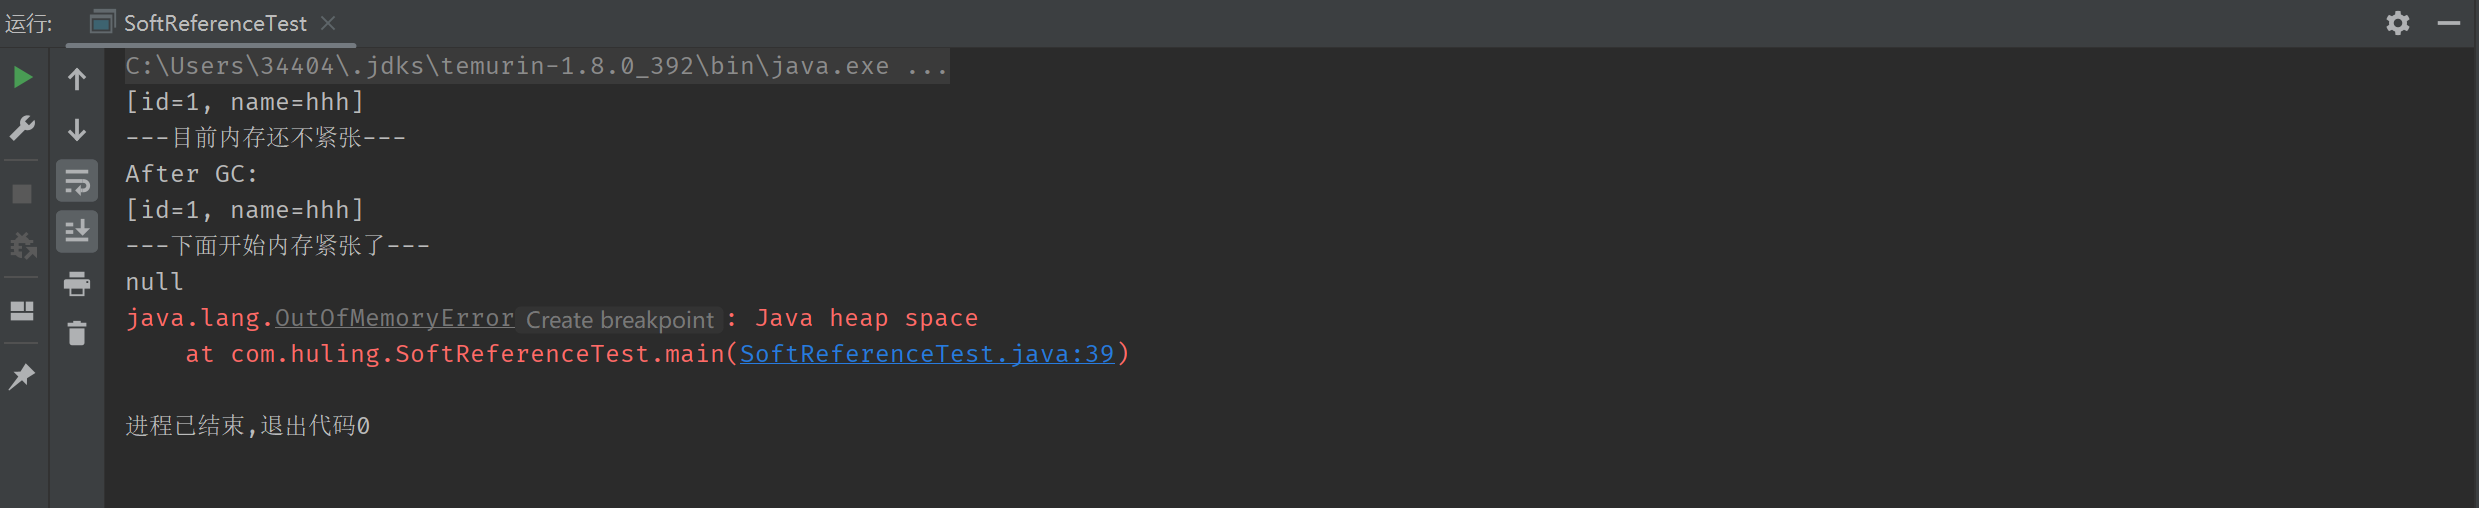 运行: SoftReferenceTest
C:\Users\34404\.jdks\temurin-1.8.0_392\bin\java.exe ...
[id=1, name=hhh]
---目前内存还不紧张---
After GC:
[id=1, name=hhh]
---下面开始内存紧张了---
null
java.lang.OutOfMemoryError Create breakpoint : Java heap space
at com.huling.SoftReferenceTest.main(SoftReferenceTest.java:39)
进程已结束,退出代码0